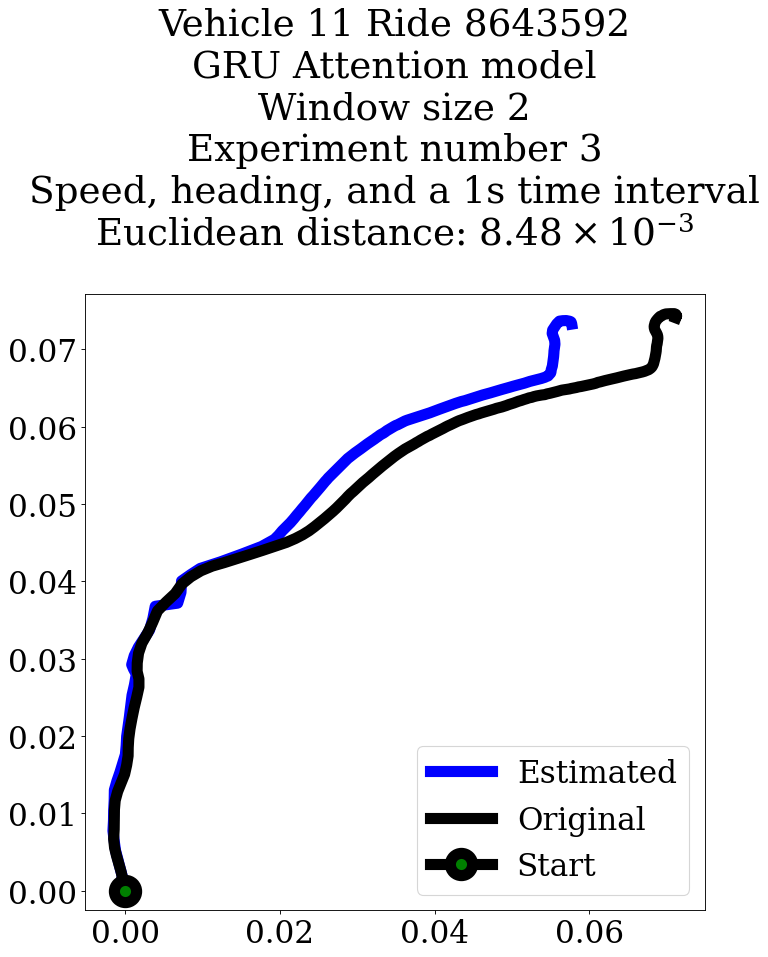 Vehicle 11 Ride 8643592
GRU Attention model
Window size 2
Experiment number 3
Speed, heading, and a 1s time interval
Euclidean distance: 8.48 × 10⁻³
0.07
0.06
0.05
0.04
0.03
0.02
0.01
0.00
Estimated
Original
Start
0.00 0.02 0.04 0.06